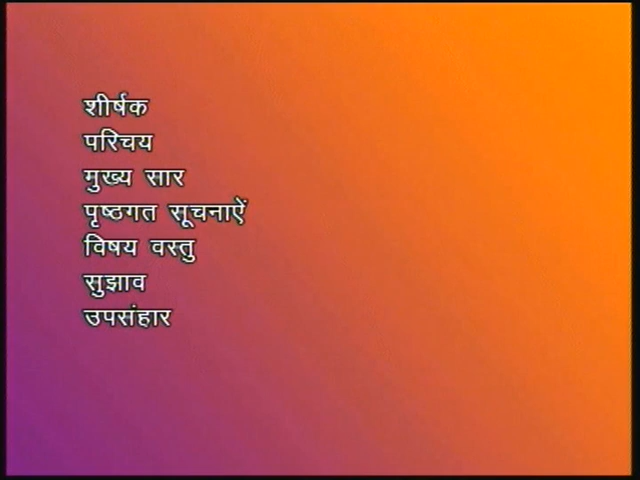 शीर्षक
परिचय
मुख्य सार
पृष्ठगत सूचनाऐं
विषय वस्तु
सुझाव
उपसंहार